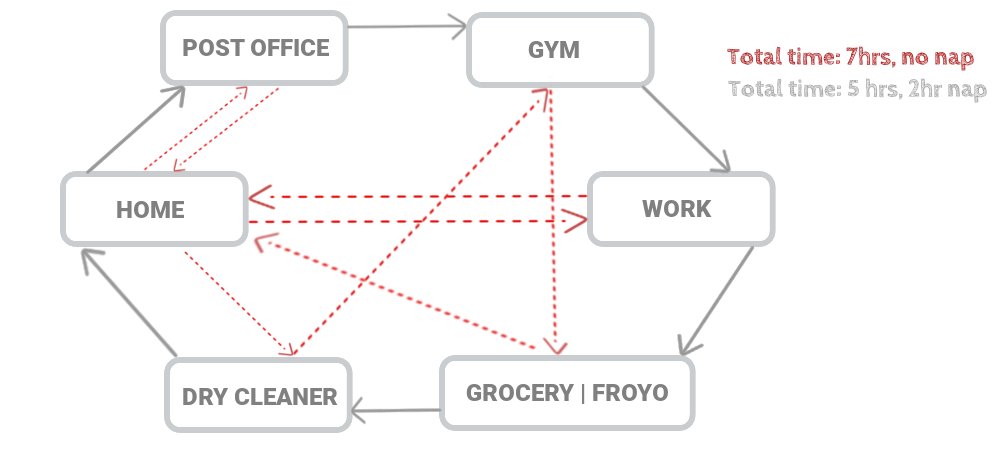 POST OFFICE
GYM
Total time: 7hrs, no nap
Total time: 5 hrs, 2hr nap
HOME
WORK
DRY CLEANER
GROCERY | FROYO